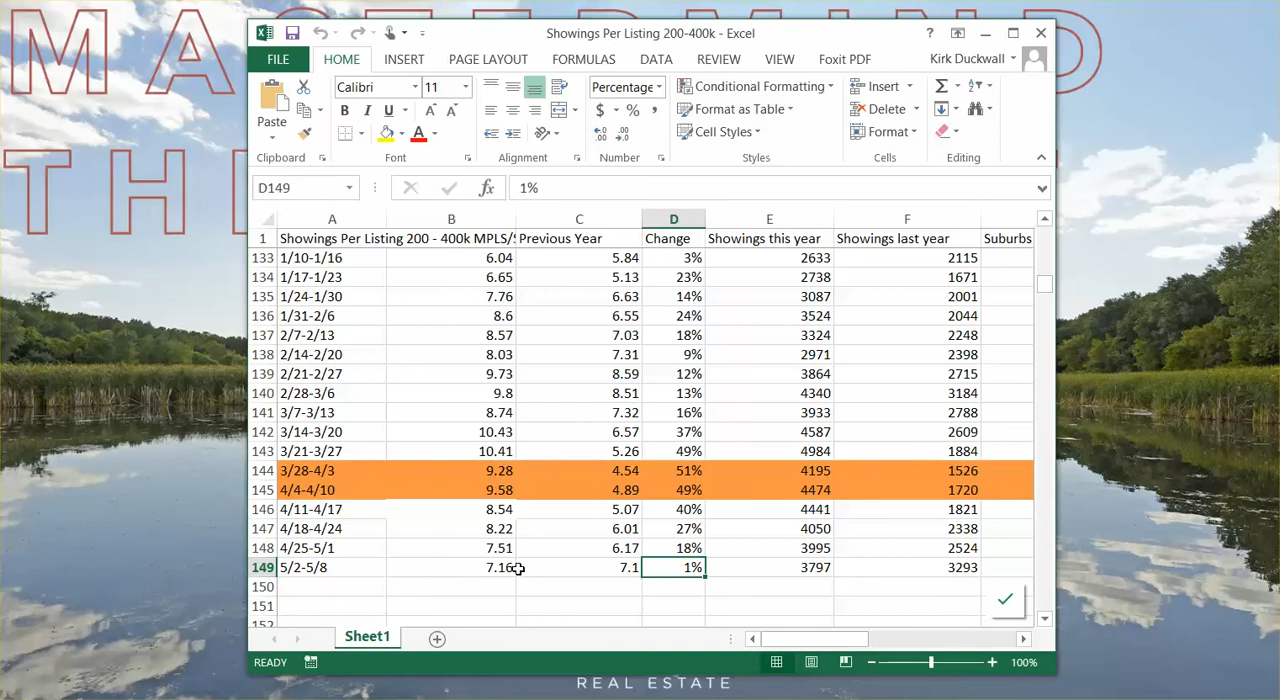 MASTERMIND
Showings Per Listing 200-400k - Excel
?
FILE HOME INSERT PAGE LAYOUT FORMULAS DATA REVIEW VIEW Foxit PDF Kirk Duckwall
Calibri 11 Percentage Conditional Formatting Insert
Paste B I U A A $ % , Format as Table Delete
Cell Styles Format
Clipboard Font Alignment Number Styles Cells Editing
TH
D149 fx 1%
A B C D E F
1 Showings Per Listing 200 - 400k MPLS/S Previous Year Change Showings this year Showings last year Suburbs
133 1/10-1/16 6.04 5.84 3% 2633 2115
134 1/17-1/23 6.65 5.13 23% 2738 1671
135 1/24-1/30 7.76 6.63 14% 3087 2001
136 1/31-2/6 8.6 6.55 24% 3524 2044
137 2/7-2/13 8.57 7.03 18% 3324 2248
138 2/14-2/20 8.03 7.31 9% 2971 2398
139 2/21-2/27 9.73 8.59 12% 3864 2715
140 2/28-3/6 9.8 8.51 13% 4340 3184
141 3/7-3/13 8.74 7.32 16% 3933 2788
142 3/14-3/20 10.43 6.57 37% 4587 2609
143 3/21-3/27 10.41 5.26 49% 4984 1884
144 3/28-4/3 9.28 4.54 51% 4195 1526
145 4/4-4/10 9.58 4.89 49% 4474 1720
146 4/11-4/17 8.54 5.07 40% 4441 1821
147 4/18-4/24 8.22 6.01 27% 4050 2338
148 4/25-5/1 7.51 6.17 18% 3995 2524
149 5/2-5/8 7.16 7.1 1% 3797 3293
150
151
152
Sheet1
READY 100%
REAL ESTATE